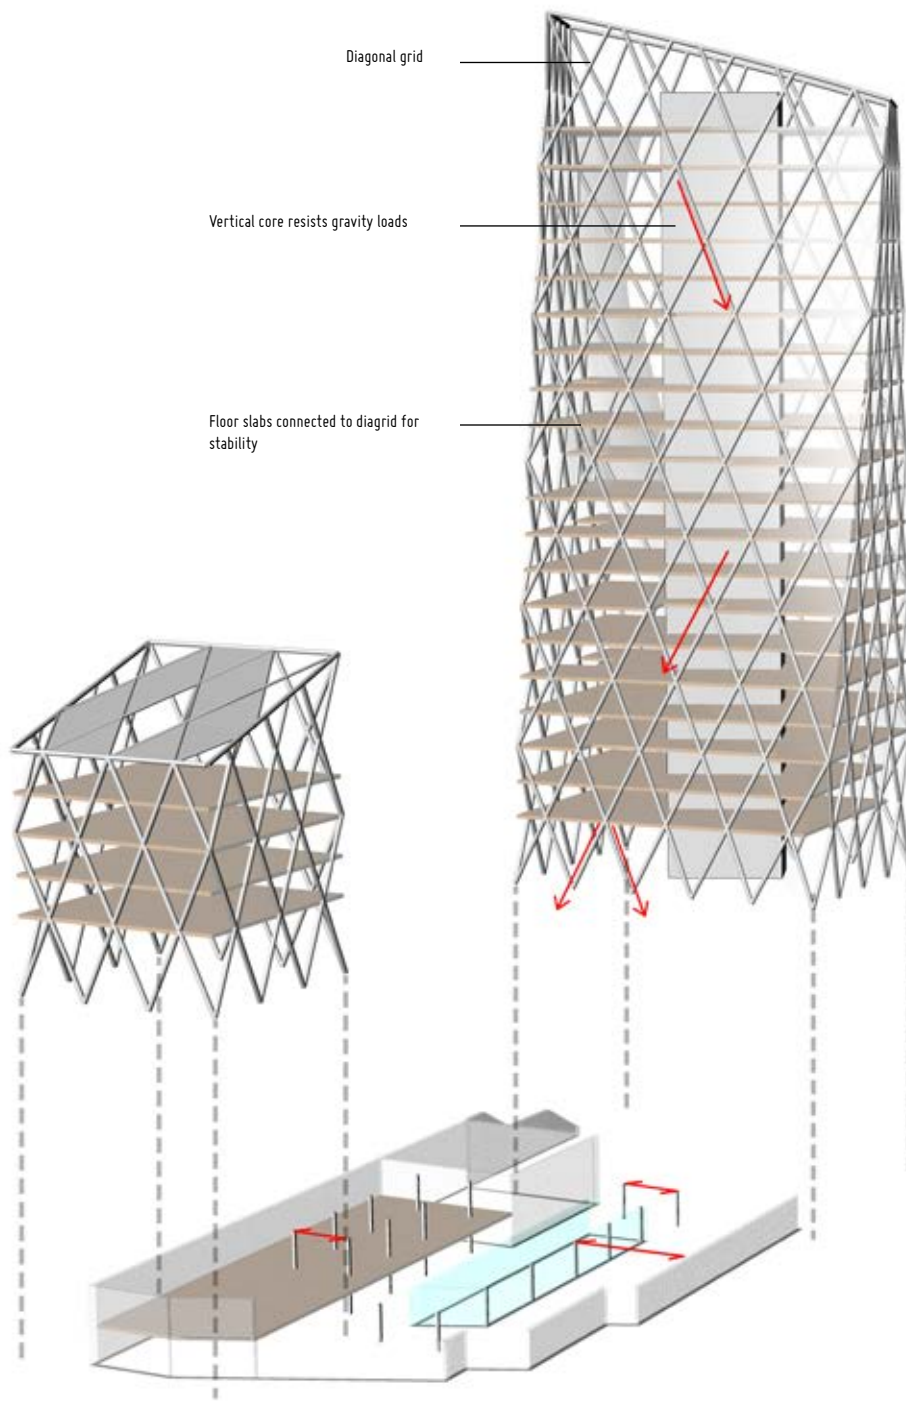 Diagonal grid
Vertical core resists gravity loads
Floor slabs connected to diagrid for
stability